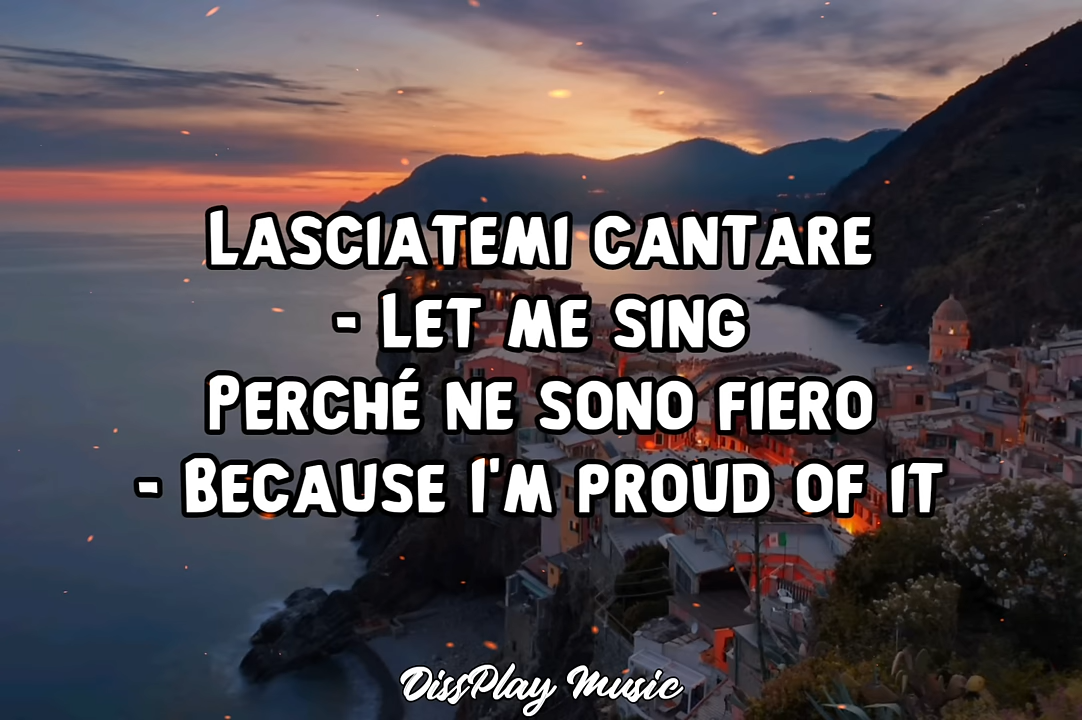 Lasciatemi cantare
- Let me sing
Perché ne sono fiero
- Because I'm proud of it
DissPlay Music